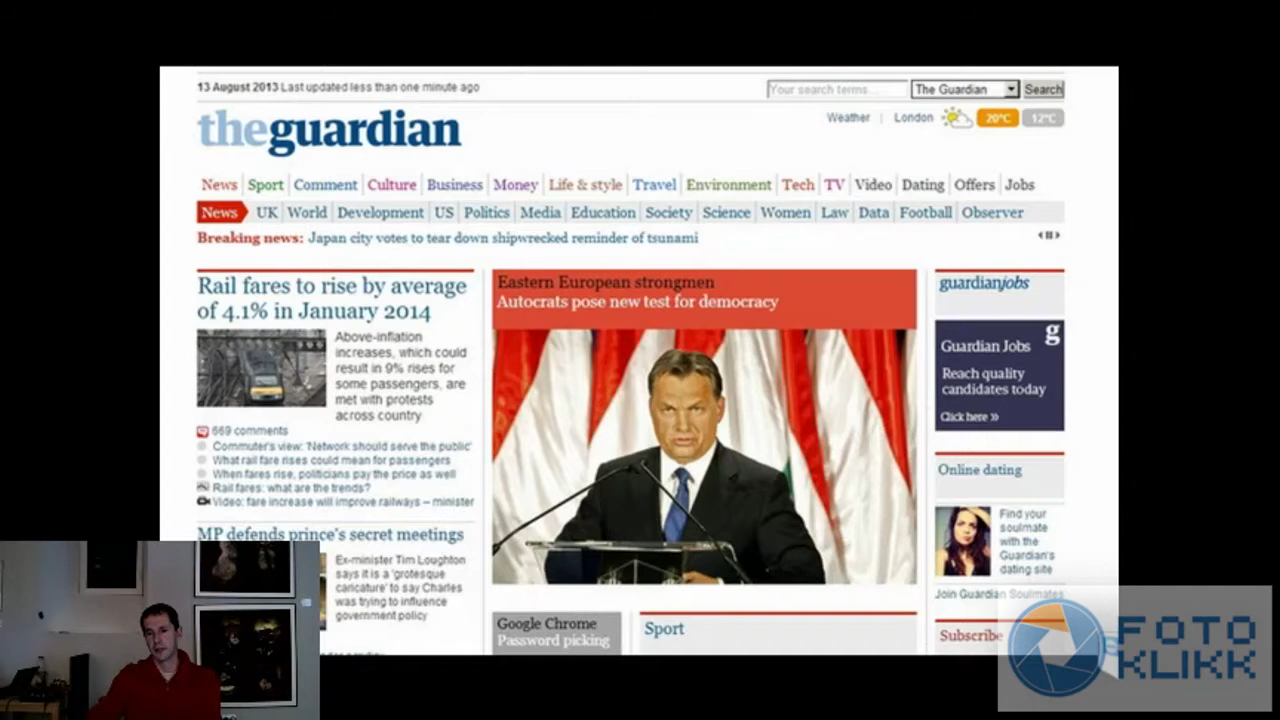 13 August 2013 Last updated less than one minute ago
Your search terms... The Guardian Search
theguardian
Weather | London 20°C 12°C
News Sport Comment Culture Business Money Life & style Travel Environment Tech TV Video Dating Offers Jobs
News UK World Development US Politics Media Education Society Science Women Law Data Football Observer
Breaking news: Japan city votes to tear down shipwrecked reminder of tsunami
Rail fares to rise by average
of 4.1% in January 2014
Above-inflation
increases, which could
result in 9% rises for
some passengers, are
met with protests
across country
669 comments
Commuter's view: 'Network should serve the public'
What rail fare rises could mean for passengers
When fares rise, politicians pay the price as well
Rail fares: what are the trends?
Video: fare increase will improve railways – minister
MP defends prince's secret meetings
Ex-minister Tim Loughton
says it is a 'grotesque
caricature' to say Charles
was trying to influence
government policy
Eastern European strongmen
Autocrats pose new test for democracy
Google Chrome
Password picking
Sport
guardianjobs
g
Guardian Jobs
Reach quality
candidates today
Click here »
Online dating
Find your
soulmate
with the
Guardian's
dating site
Join Guardian Soulmates
Subscribe
FOTO
KLIKK